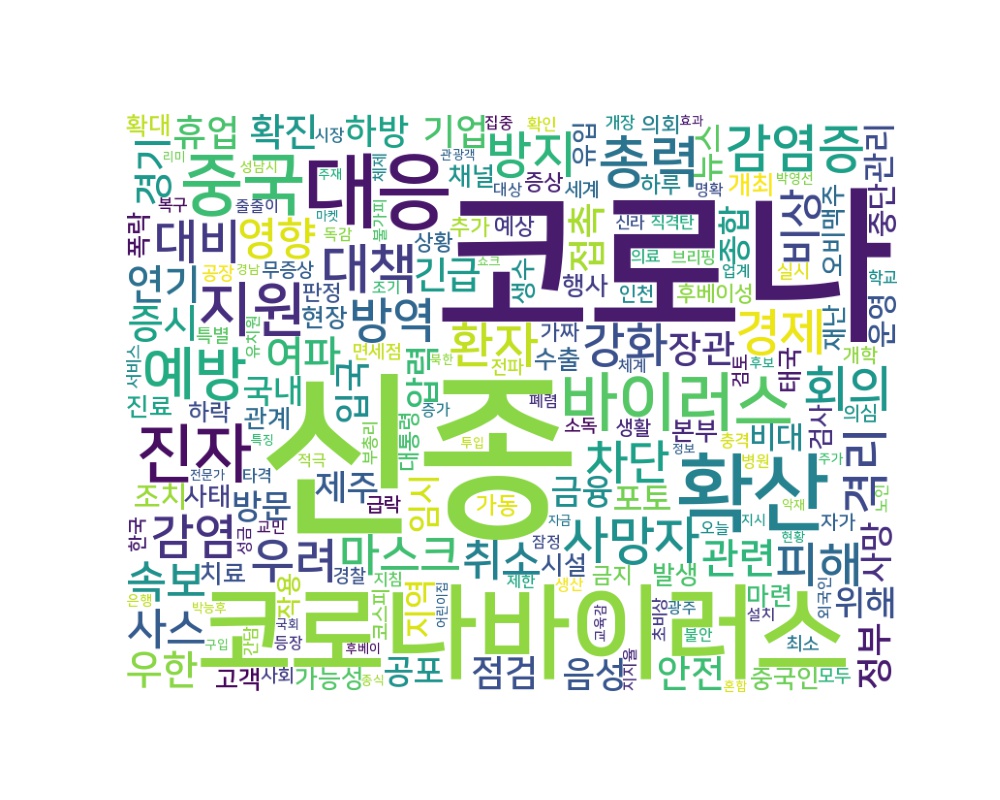 확대
휴업
확진
시장
하방
기업
집중
확인
방지
유입
개장
의회
효과
총력
뉴스
감염증
관리
리미
경기
중국
성남시
주재
대응
체제
관광객
채널
증상
대상
세계
하루
개최
박영선
명확
중단
복구
줄줄이
마켓
불가피
추가
예상
접촉
신라
직격탄
종합
비상
오비맥주
폭락
대비
영향
독감
대책
상황
긴급
쇼크
생수
행사
의료
브리핑
업계
코로나
실시
학교
연기
공장
경남
무증상
조기
인천
후베이성
운영
증시
지원
판정
현장
방역
환자
가짜
수출
강화
장관
경제
재단
특별
유치원
여파
면세점
북한
전파
체계
검토
후보
태국
개학
서비스
예방
국내
입국
압력
폐렴
바이러스
회의
의심
진료
하락
관계
대통령
증가
신종
소독
생활
본부
충격
비대
검사
격리
진자
특징
부총리
투입
정보
전문가
타격
적극
차단
병원
주가
확산
노인
조치
사태
방문
제주
급락
임시
가동
금융
포토
악재
한국
감염
성금
교민
자금
사망자
오늘
지시
자가
사망
속보
치료
우려
경찰
마스크
취소
잠정
시설
관련
현황
피해
은행
박능후
작용
지침
코스피
지역
어린이집
제한
생산
금지
발생
마련
외국인
위해
사스
구입
간담
국회
등장
후베이
코로나바이러스
교육감
초비상
광주
불안
설치
최소
정부
우한
고객
사회
가능성
종식
공포
점검
음성
지지율
안전
혼합
중국인
모두